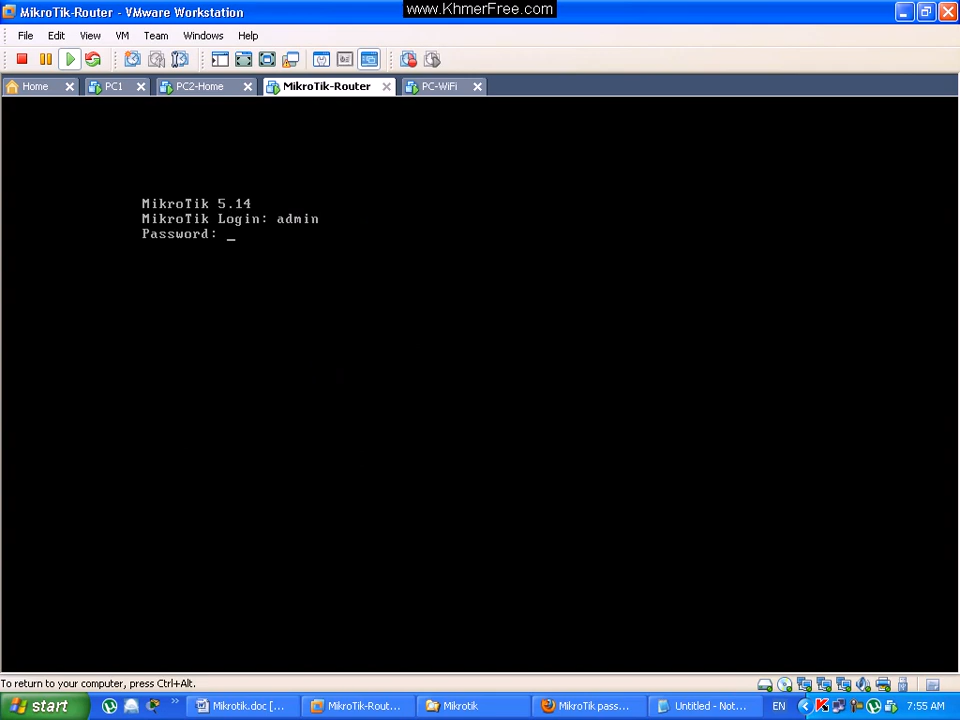 MikroTik-Router - VMware Workstation
www.KhmerFree.com
File Edit View VM Team Windows Help
Home PC1 PC2-Home MikroTik-Router PC-WiFi
MikroTik 5.14
MikroTik Login: admin
Password: _
To return to your computer, press Ctrl+Alt.
start Mikrotik.doc [... MikroTik-Rout... Mikrotik MikroTik pass... Untitled - Not... EN 7:55 AM